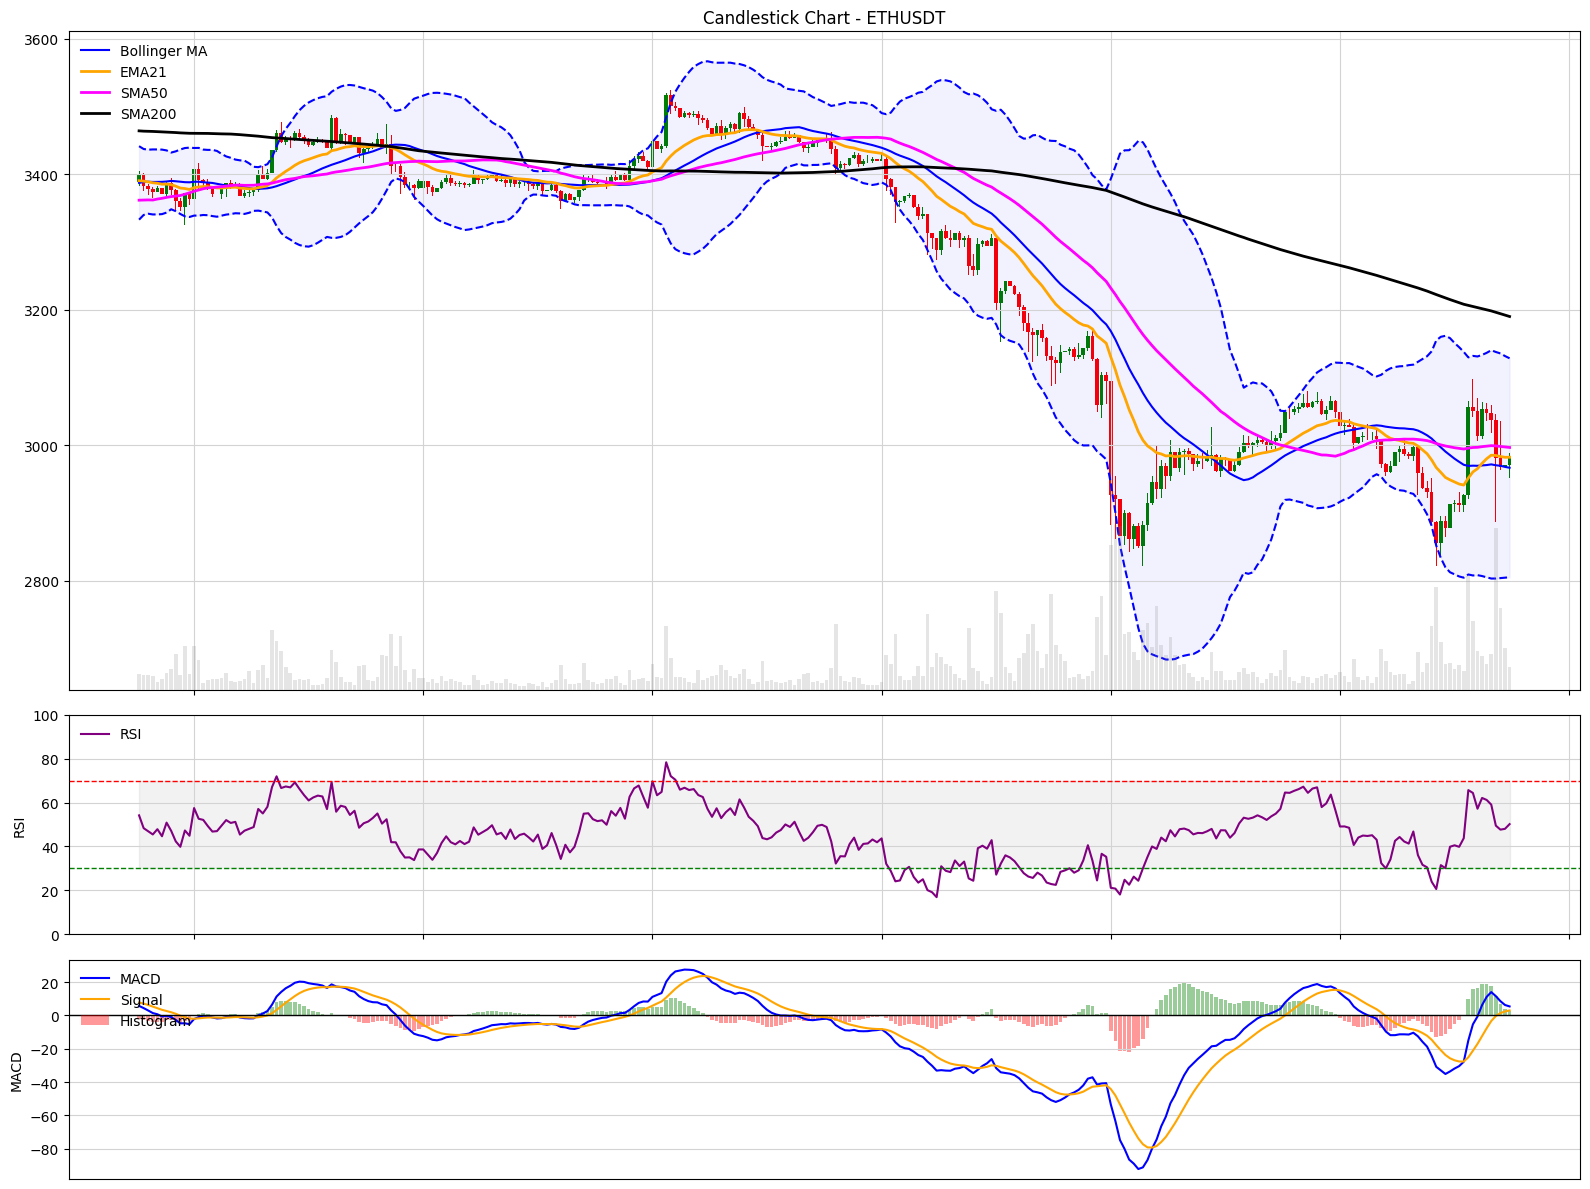 Candlestick Chart - ETHUSDT
3600
3400
3200
3000
2800
Bollinger MA
EMA21
SMA50
SMA200
100
80
60
40
20
0
RSI
RSI
20
0
−20
−40
−60
−80
MACD
MACD
Signal
Histogram